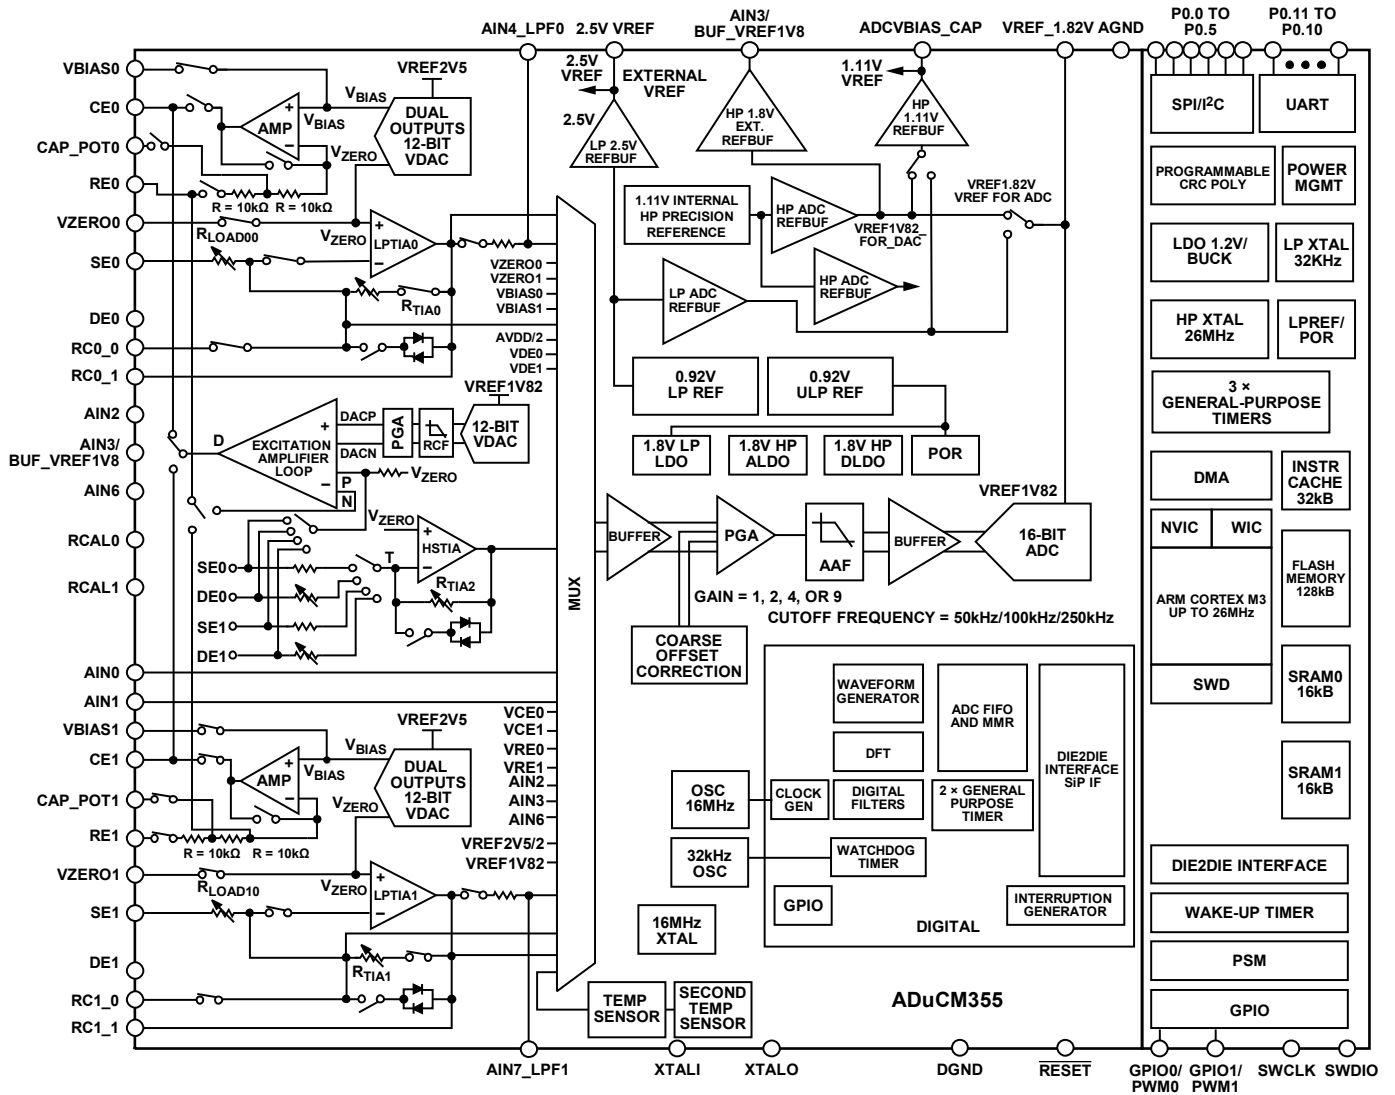 AIN4_LPF0
2.5V VREF
AIN3/
BUF_VREF1V8
ADCVBIAS_CAP
VREF_1.82V
AGND
P0.0 TO
P0.5
P0.11 TO
P0.10
VBIAS0
CE0
CAP_POT0
RE0
VZERO0
SE0
DE0
RC0_0
RC0_1
AIN2
AIN3/
BUF_VREF1V8
AIN6
RCAL0
RCAL1
AIN0
AIN1
VBIAS1
CE1
CAP_POT1
RE1
VZERO1
SE1
DE1
RC1_0
RC1_1
VREF2V5
VBIAS
AMP
+
−
VBIAS
DUAL
OUTPUTS
12-BIT
VDAC
VZERO
R = 10kΩ
R = 10kΩ
RLOAD00
VZERO
+
LPTIA0
−
RTIA0
VREF1V82
DACP
DACN
PGA
RCF
12-BIT
VDAC
D
EXCITATION
AMPLIFIER
LOOP
+
−
P
N
VZERO
VZERO
+
HSTIA
−
T
RTIA2
SE0
DE0
SE1
DE1
VREF2V5
VBIAS
+
AMP
−
VBIAS
DUAL
OUTPUTS
12-BIT
VDAC
VZERO
R = 10kΩ
R = 10kΩ
RLOAD10
VZERO
+
LPTIA1
−
RTIA1
VZERO0
VZERO1
VBIAS0
VBIAS1
AVDD/2
VDE0
VDE1
MUX
VCE0
VCE1
VRE0
VRE1
AIN2
AIN3
AIN6
VREF2V5/2
VREF1V82
2.5V
VREF
EXTERNAL
VREF
2.5V
LP 2.5V
REFBUF
HP 1.8V
EXT.
REFBUF
1.11V
VREF
HP
1.11V
REFBUF
1.11V INTERNAL
HP PRECISION
REFERENCE
HP ADC
REFBUF
VREF1V82_
FOR_DAC
VREF1.82V
VREF FOR ADC
LP ADC
REFBUF
HP ADC
REFBUF
0.92V
LP REF
0.92V
ULP REF
1.8V LP
LDO
1.8V HP
ALDO
1.8V HP
DLDO
POR
VREF1V82
BUFFER
PGA
AAF
BUFFER
16-BIT
ADC
GAIN = 1, 2, 4, OR 9
CUTOFF FREQUENCY = 50kHz/100kHz/250kHz
COARSE
OFFSET
CORRECTION
WAVEFORM
GENERATOR
ADC FIFO
AND MMR
DFT
DIE2DIE
INTERFACE
SiP IF
OSC
16MHz
CLOCK
GEN
DIGITAL
FILTERS
2 × GENERAL
PURPOSE
TIMER
32kHz
OSC
WATCHDOG
TIMER
GPIO
INTERRUPTION
GENERATOR
16MHz
XTAL
DIGITAL
TEMP
SENSOR
SECOND
TEMP
SENSOR
ADuCM355
SPI/I2C
UART
PROGRAMMABLE
CRC POLY
POWER
MGMT
LDO 1.2V/
BUCK
LP XTAL
32KHz
HP XTAL
26MHz
LPREF/
POR
3 ×
GENERAL-PURPOSE
TIMERS
DMA
INSTR
CACHE
32kB
NVIC
WIC
ARM CORTEX M3
UP TO 26MHz
FLASH
MEMORY
128kB
SWD
SRAM0
16kB
SRAM1
16kB
DIE2DIE INTERFACE
WAKE-UP TIMER
PSM
GPIO
AIN7_LPF1
XTALI
XTALO
DGND
RESET
GPIO0/
PWM0
GPIO1/
PWM1
SWCLK
SWDIO